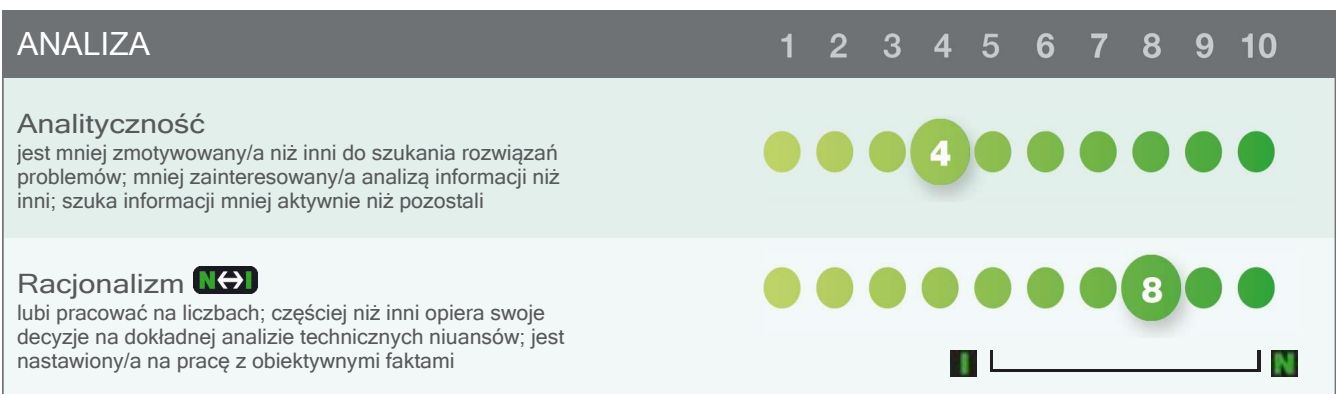 ANALIZA 1 2 3 4 5 6 7 8 9 10
Analityczność
jest mniej zmotywowany/a niż inni do szukania rozwiązań
problemów; mniej zainteresowany/a analizą informacji niż
inni; szuka informacji mniej aktywnie niż pozostali
4
Racjonalizm N↔I
lubi pracować na liczbach; częściej niż inni opiera swoje
decyzje na dokładnej analizie technicznych niuansów; jest
nastawiony/a na pracę z obiektywnymi faktami
8
I N